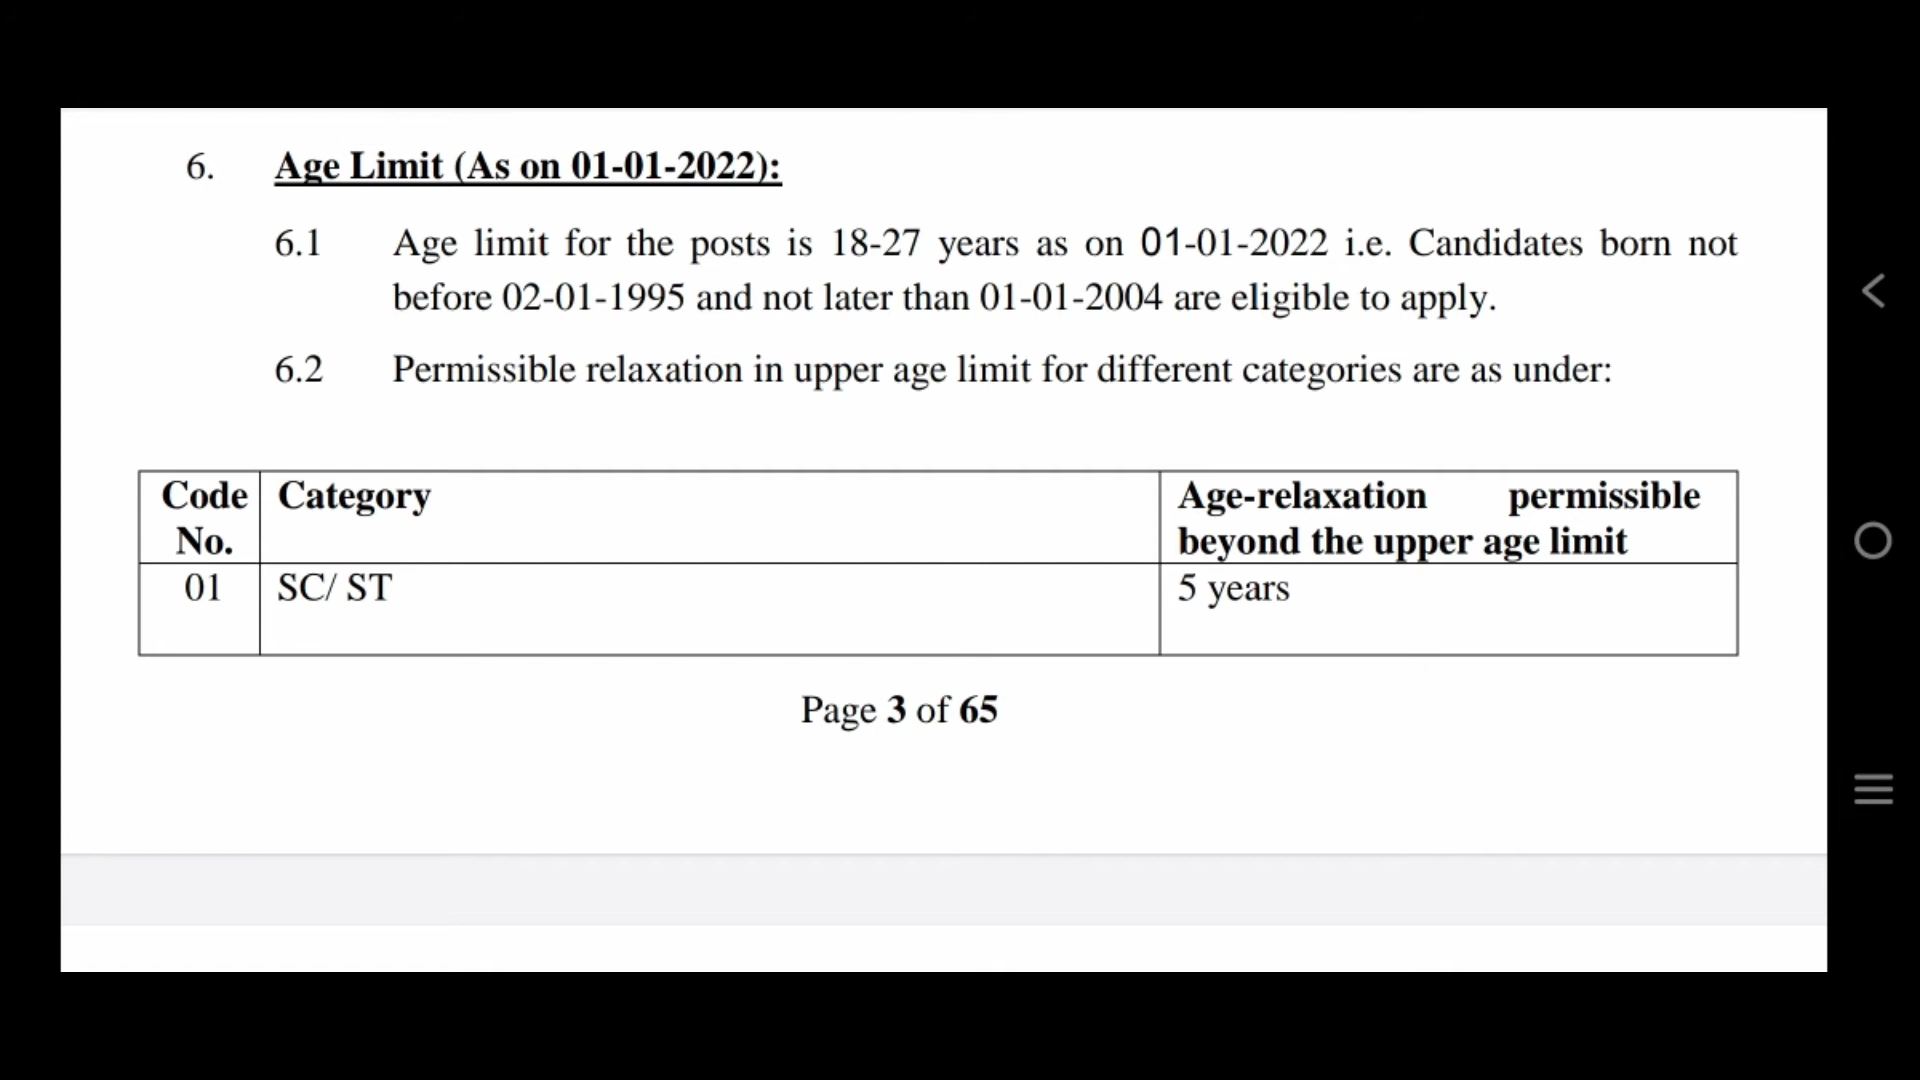 6. Age Limit (As on 01-01-2022):
6.1 Age limit for the posts is 18-27 years as on 01-01-2022 i.e. Candidates born not
before 02-01-1995 and not later than 01-01-2004 are eligible to apply.
6.2 Permissible relaxation in upper age limit for different categories are as under:
Code No. Category Age-relaxation permissible beyond the upper age limit
01 SC/ ST 5 years
Page 3 of 65